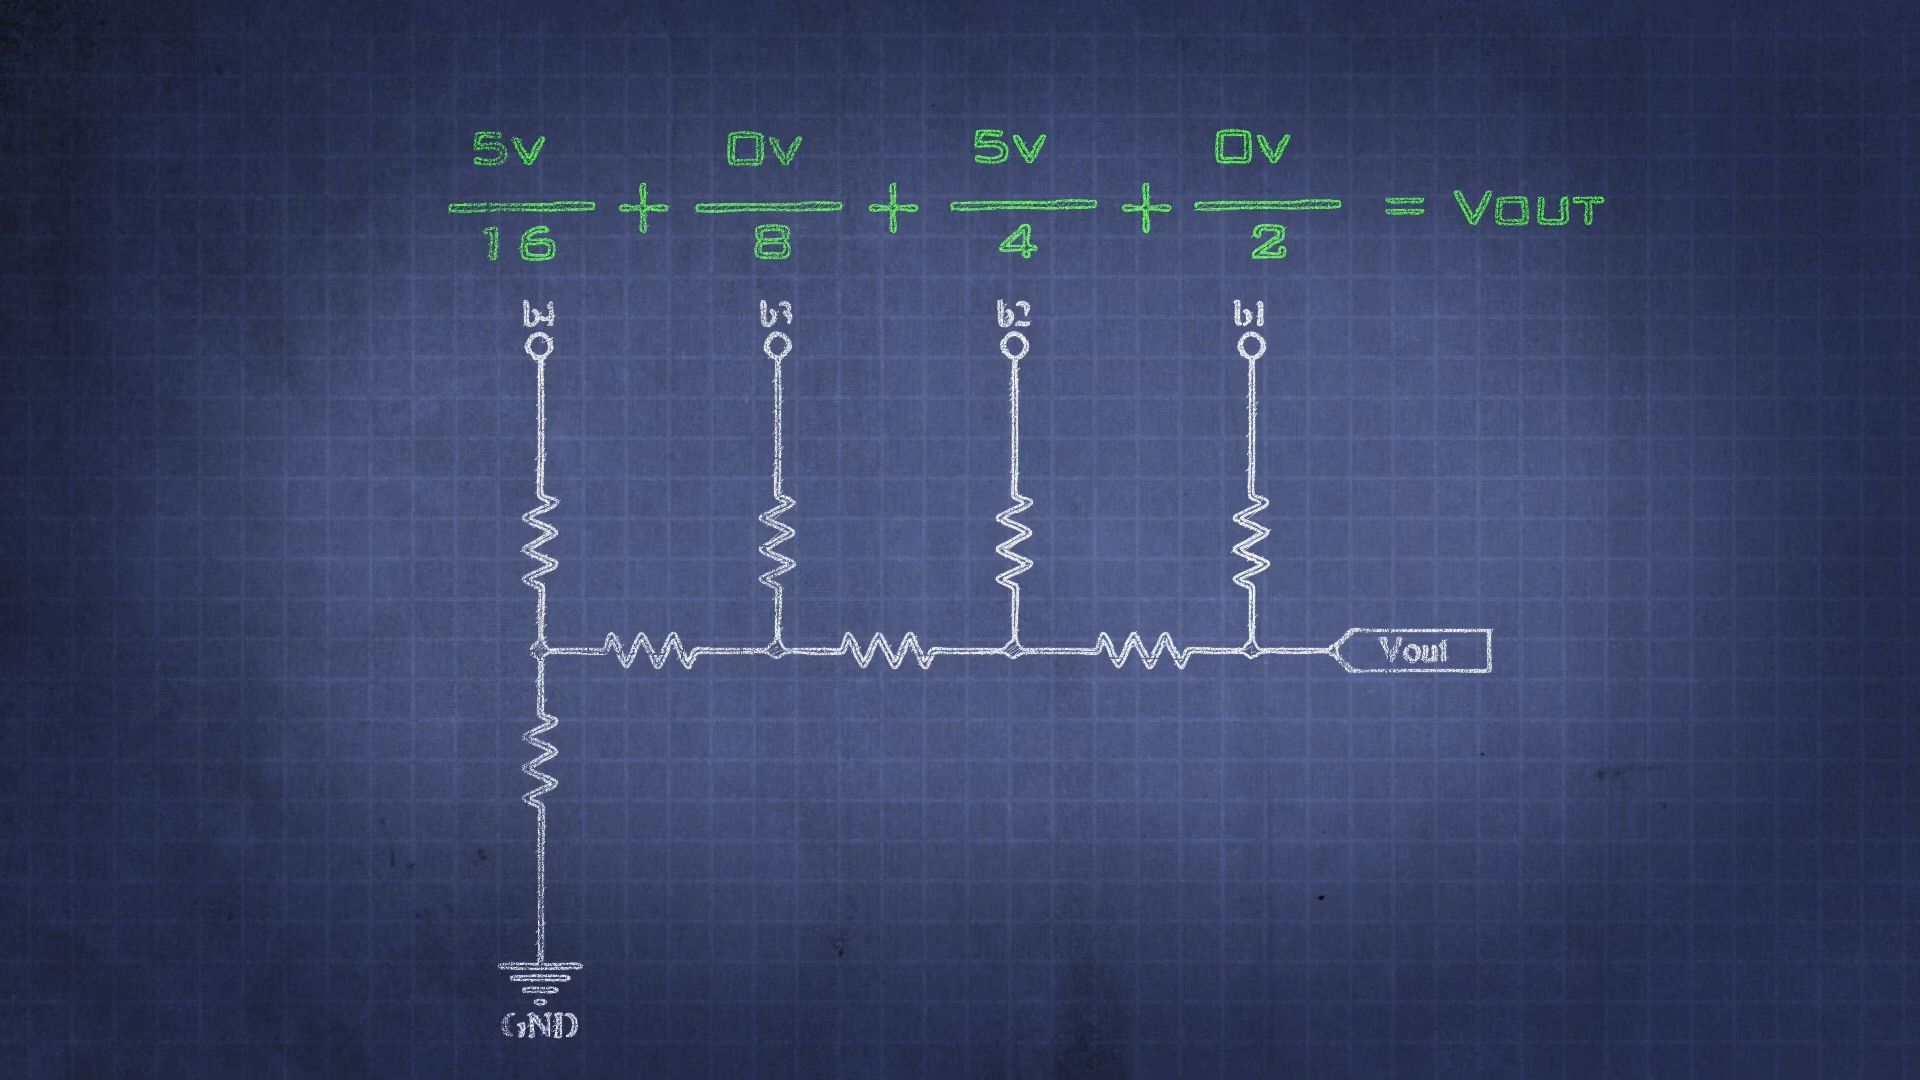 5v 0v 5v 0v
+ + + = Vout
16 8 4 2
b4 b3 b2 b1
Vout
GND